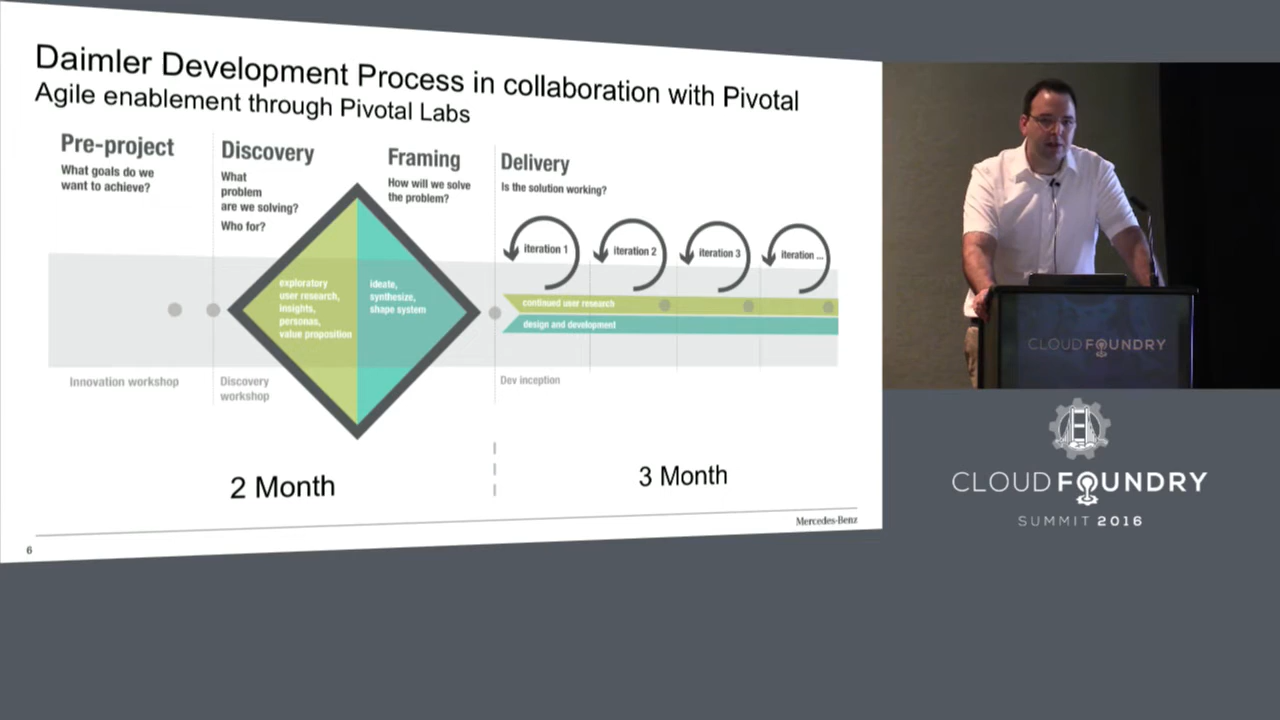 Daimler Development Process in collaboration with Pivotal
Agile enablement through Pivotal Labs
Pre-project
What goals do we
want to achieve?
Discovery
What
problem
are we solving?
Who for?
Framing
How will we solve
the problem?
Delivery
Is the solution working?
iteration 1
iteration 2
iteration 3
iteration ...
exploratory
user research,
insights,
personas,
value proposition
ideate,
synthesize,
shape system
continued user research
design and development
Innovation workshop
Discovery
workshop
Dev inception
2 Month
3 Month
Mercedes-Benz
6
CLOUD FOUNDRY
CLOUD FOUNDRY
SUMMIT 2016